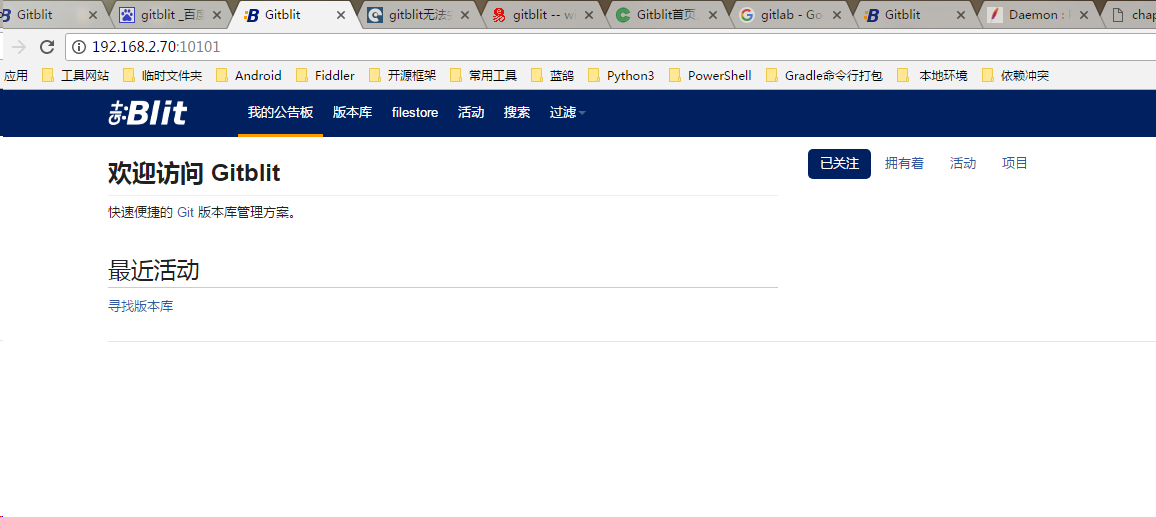 Gitblit gitblit _百度 Gitblit gitblit无法 gitblit -- wi Gitblit首页 gitlab - Go Gitblit Daemon : chap
192.168.2.70:10101
应用 工具网站 临时文件夹 Android Fiddler 开源框架 常用工具 蓝鸽 Python3 PowerShell Gradle命令行打包 本地环境 依赖冲突
Blit 我的公告板 版本库 filestore 活动 搜索 过滤
已关注 拥有着 活动 项目
欢迎访问 Gitblit
快速便捷的 Git 版本库管理方案。
最近活动
寻找版本库